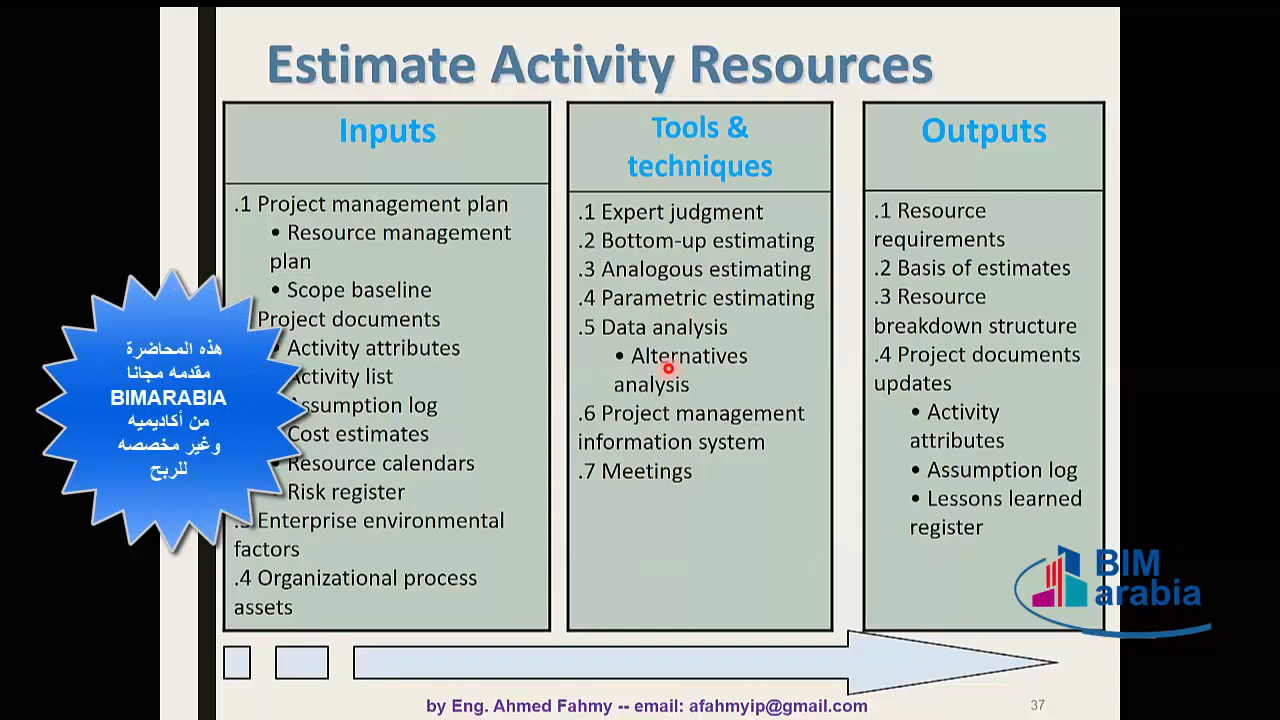 Estimate Activity Resources
Inputs
.1 Project management plan
• Resource management
plan
• Scope baseline
Project documents
Activity attributes
Activity list
Assumption log
Cost estimates
Resource calendars
Risk register
Enterprise environmental
factors
.4 Organizational process
assets
Tools &
techniques
.1 Expert judgment
.2 Bottom-up estimating
.3 Analogous estimating
.4 Parametric estimating
.5 Data analysis
• Alternatives
analysis
.6 Project management
information system
.7 Meetings
Outputs
.1 Resource
requirements
.2 Basis of estimates
.3 Resource
breakdown structure
.4 Project documents
updates
• Activity
attributes
• Assumption log
• Lessons learned
register
هذه المحاضرة
مقدمه مجانا
BIMARABIA
من أكاديميه
وغير مخصصه
للربح
BIM
arabia
by Eng. Ahmed Fahmy -- email: afahmyip@gmail.com
37